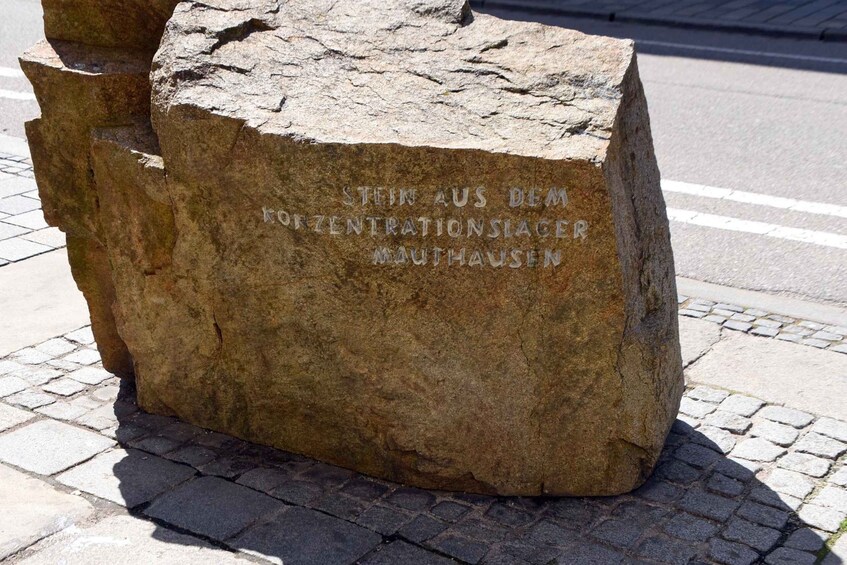 STEIN AUS DEM
KONZENTRATIONSLAGER
MAUTHAUSEN